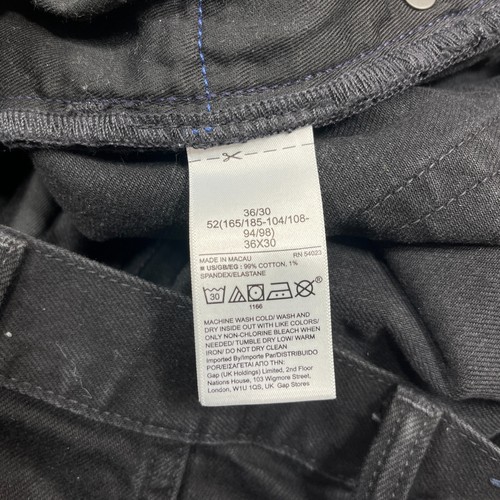 36/30
52(165/185-104/108-
94/98)
36X30
MADE IN MACAU RN 54023
US/GB/EG : 99% COTTON, 1%
SPANDEX/ELASTANE
30
®
1166
MACHINE WASH COLD/ WASH AND
DRY INSIDE OUT WITH LIKE COLORS/
ONLY NON-CHLORINE BLEACH WHEN
NEEDED/ TUMBLE DRY LOW/ WARM
IRON/ DO NOT DRY CLEAN
Imported By/Importe Par/DISTRIBUIDO
POR/ΕΙΣΑΓΕΤΑΙ ΑΠΟ ΤΗΝ:
Gap (UK Holdings) Limited, 2nd Floor
Nations House, 103 Wigmore Street,
London, W1U 1QS, UK Gap Stores